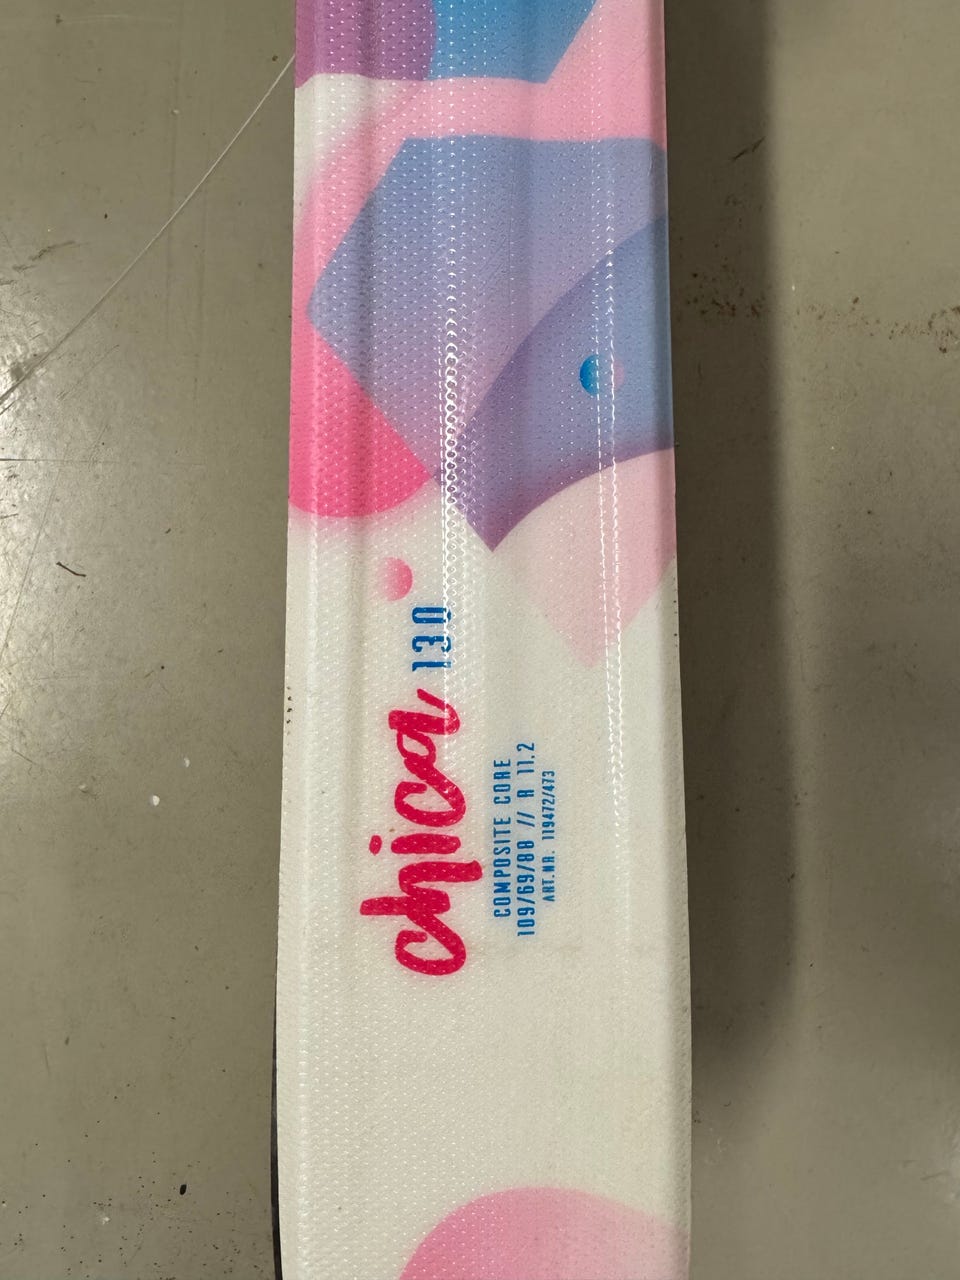 chica 130
COMPOSITE CORE
109/69/88 // R 11.2
ART.NR. 119472/473